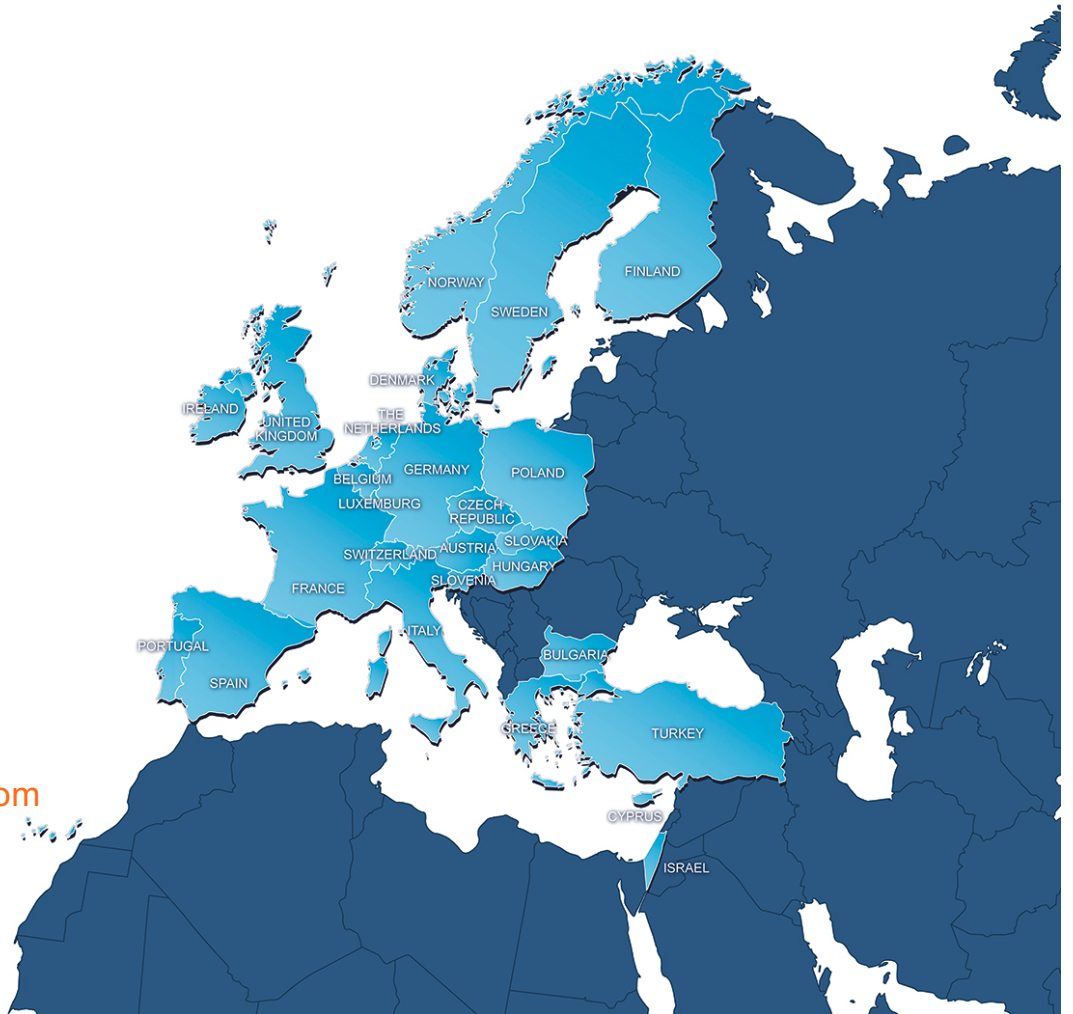 FINLAND
NORWAY
SWEDEN
DENMARK
IRELAND
THE
NETHERLANDS
UNITED
KINGDOM
GERMANY
POLAND
BELGIUM
LUXEMBURG
CZECH
REPUBLIC
SLOVAKIA
AUSTRIA
SWITZERLAND
HUNGARY
SLOVENIA
FRANCE
ITALY
PORTUGAL
BULGARIA
SPAIN
GREECE
TURKEY
om
CYPRUS
ISRAEL